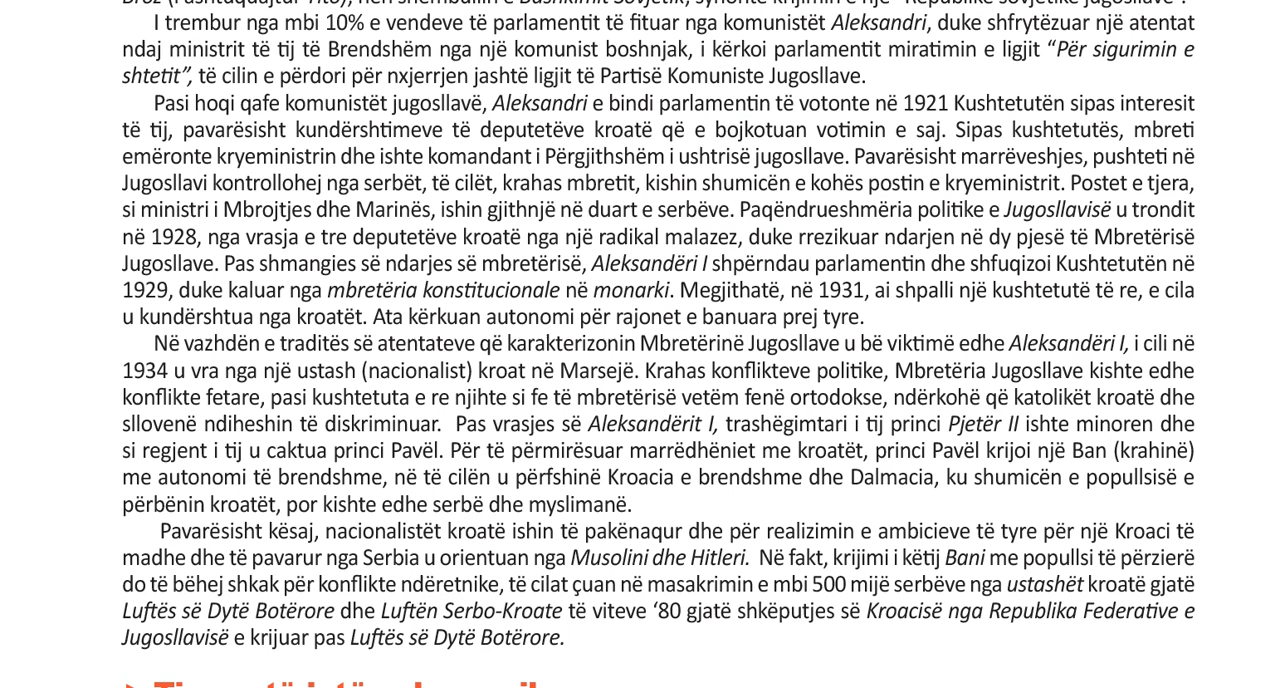 Broz (Pashtuquajtur Tito), nën shembullin e Bashkimit Sovjetik, synonte krijimin e një "Republike sovjetike jugosllave".
I trembur nga mbi 10% e vendeve të parlamentit të fituar nga komunistët Aleksandri, duke shfrytëzuar një atentat
ndaj ministrit të tij të Brendshëm nga një komunist boshnjak, i kërkoi parlamentit miratimin e ligjit “Për sigurimin e
shtetit”, të cilin e përdori për nxjerrjen jashtë ligjit të Partisë Komuniste Jugosllave.
Pasi hoqi qafe komunistët jugosllavë, Aleksandri e bindi parlamentin të votonte në 1921 Kushtetutën sipas interesit
të tij, pavarësisht kundërshtimeve të deputetëve kroatë që e bojkotuan votimin e saj. Sipas kushtetutës, mbreti
emëronte kryeministrin dhe ishte komandant i Përgjithshëm i ushtrisë jugosllave. Pavarësisht marrëveshjes, pushteti në
Jugosllavi kontrollohej nga serbët, të cilët, krahas mbretit, kishin shumicën e kohës postin e kryeministrit. Postet e tjera,
si ministri i Mbrojtjes dhe Marinës, ishin gjithnjë në duart e serbëve. Paqëndrueshmëria politike e Jugosllavisë u trondit
në 1928, nga vrasja e tre deputetëve kroatë nga një radikal malazez, duke rrezikuar ndarjen në dy pjesë të Mbretërisë
Jugosllave. Pas shmangies së ndarjes së mbretërisë, Aleksandëri I shpërndau parlamentin dhe shfuqizoi Kushtetutën në
1929, duke kaluar nga mbretëria konstitucionale në monarki. Megjithatë, në 1931, ai shpalli një kushtetutë të re, e cila
u kundërshtua nga kroatët. Ata kërkuan autonomi për rajonet e banuara prej tyre.
Në vazhdën e traditës së atentateve që karakterizonin Mbretërinë Jugosllave u bë viktimë edhe Aleksandëri I, i cili në
1934 u vra nga një ustash (nacionalist) kroat në Marsejë. Krahas konflikteve politike, Mbretëria Jugosllave kishte edhe
konflikte fetare, pasi kushtetuta e re njihte si fe të mbretërisë vetëm fenë ortodokse, ndërkohë që katolikët kroatë dhe
sllovenë ndiheshin të diskriminuar. Pas vrasjes së Aleksandërit I, trashëgimtari i tij princi Pjetër II ishte minoren dhe
si regjent i tij u caktua princi Pavël. Për të përmirësuar marrëdhëniet me kroatët, princi Pavël krijoi një Ban (krahinë)
me autonomi të brendshme, në të cilën u përfshinë Kroacia e brendshme dhe Dalmacia, ku shumicën e popullsisë e
përbënin kroatët, por kishte edhe serbë dhe myslimanë.
Pavarësisht kësaj, nacionalistët kroatë ishin të pakënaqur dhe për realizimin e ambicieve të tyre për një Kroaci të
madhe dhe të pavarur nga Serbia u orientuan nga Musolini dhe Hitleri. Në fakt, krijimi i këtij Bani me popullsi të përzierë
do të bëhej shkak për konflikte ndëretnike, të cilat çuan në masakrimin e mbi 500 mijë serbëve nga ustashët kroatë gjatë
Luftës së Dytë Botërore dhe Luftën Serbo-Kroate të viteve ‘80 gjatë shkëputjes së Kroacisë nga Republika Federative e
Jugosllavisë e krijuar pas Luftës së Dytë Botërore.